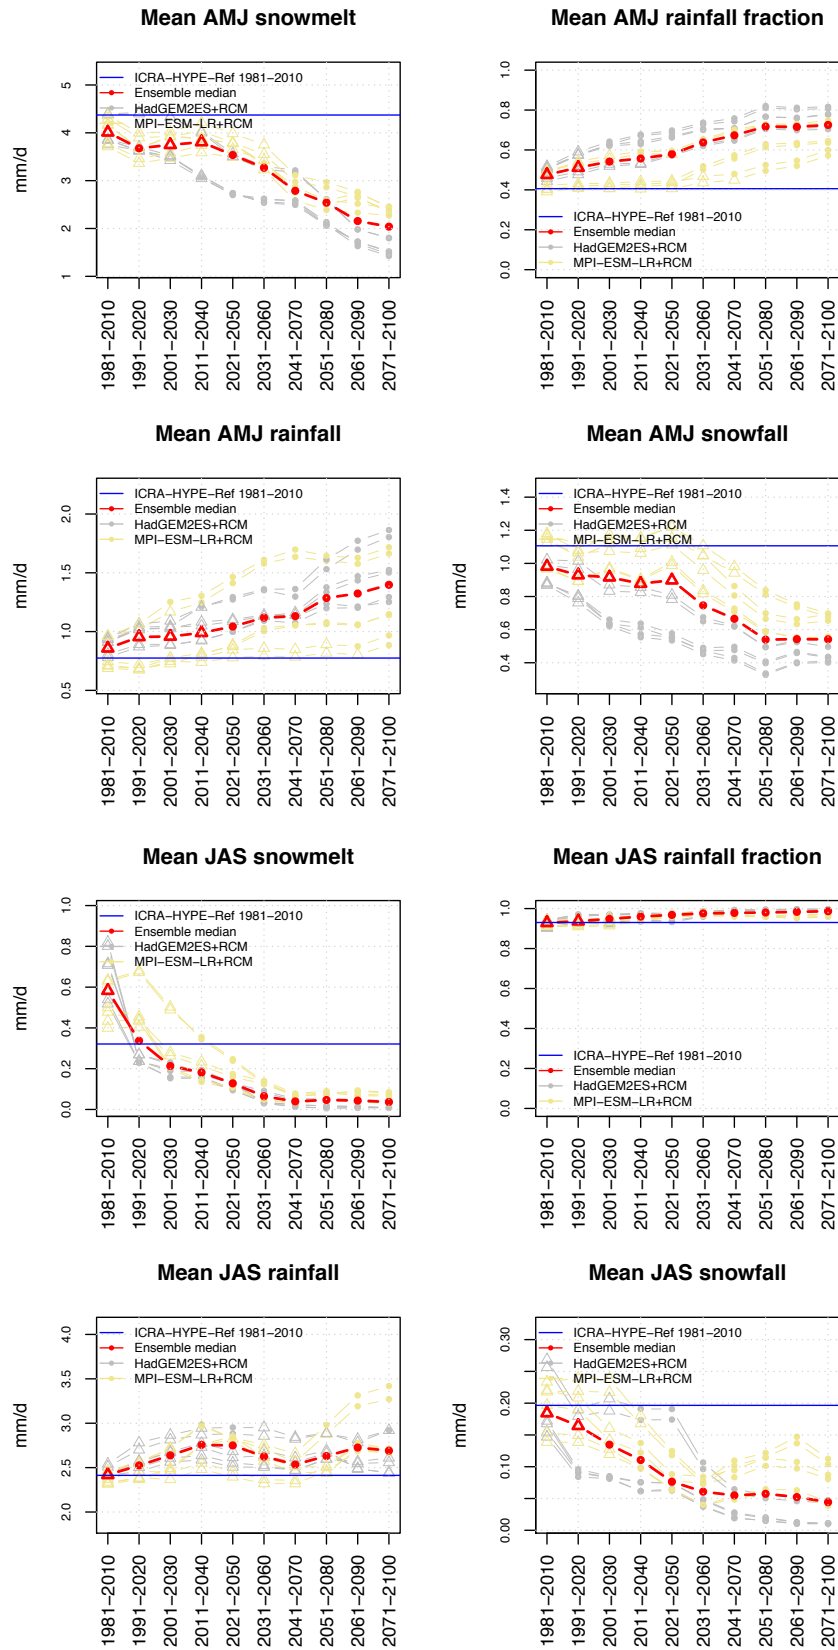 Mean AMJ snowmelt
mm/d
1
2
3
4
5
ICRA−HYPE−Ref 1981−2010
Ensemble median
HadGEM2ES+RCM
MPI−ESM−LR+RCM
1981−2010
1991−2020
2001−2030
2011−2040
2021−2050
2031−2060
2041−2070
2051−2080
2061−2090
2071−2100
Mean AMJ rainfall fraction
0.0
0.2
0.4
0.6
0.8
1.0
ICRA−HYPE−Ref 1981−2010
Ensemble median
HadGEM2ES+RCM
MPI−ESM−LR+RCM
1981−2010
1991−2020
2001−2030
2011−2040
2021−2050
2031−2060
2041−2070
2051−2080
2061−2090
2071−2100
Mean AMJ rainfall
mm/d
0.5
1.0
1.5
2.0
ICRA−HYPE−Ref 1981−2010
Ensemble median
HadGEM2ES+RCM
MPI−ESM−LR+RCM
1981−2010
1991−2020
2001−2030
2011−2040
2021−2050
2031−2060
2041−2070
2051−2080
2061−2090
2071−2100
Mean AMJ snowfall
mm/d
0.4
0.6
0.8
1.0
1.2
1.4
ICRA−HYPE−Ref 1981−2010
Ensemble median
HadGEM2ES+RCM
MPI−ESM−LR+RCM
1981−2010
1991−2020
2001−2030
2011−2040
2021−2050
2031−2060
2041−2070
2051−2080
2061−2090
2071−2100
Mean JAS snowmelt
mm/d
0.0
0.2
0.4
0.6
0.8
1.0
ICRA−HYPE−Ref 1981−2010
Ensemble median
HadGEM2ES+RCM
MPI−ESM−LR+RCM
1981−2010
1991−2020
2001−2030
2011−2040
2021−2050
2031−2060
2041−2070
2051−2080
2061−2090
2071−2100
Mean JAS rainfall fraction
0.0
0.2
0.4
0.6
0.8
1.0
ICRA−HYPE−Ref 1981−2010
Ensemble median
HadGEM2ES+RCM
MPI−ESM−LR+RCM
1981−2010
1991−2020
2001−2030
2011−2040
2021−2050
2031−2060
2041−2070
2051−2080
2061−2090
2071−2100
Mean JAS rainfall
mm/d
2.0
2.5
3.0
3.5
4.0
ICRA−HYPE−Ref 1981−2010
Ensemble median
HadGEM2ES+RCM
MPI−ESM−LR+RCM
1981−2010
1991−2020
2001−2030
2011−2040
2021−2050
2031−2060
2041−2070
2051−2080
2061−2090
2071−2100
Mean JAS snowfall
mm/d
0.00
0.10
0.20
0.30
ICRA−HYPE−Ref 1981−2010
Ensemble median
HadGEM2ES+RCM
MPI−ESM−LR+RCM
1981−2010
1991−2020
2001−2030
2011−2040
2021−2050
2031−2060
2041−2070
2051−2080
2061−2090
2071−2100